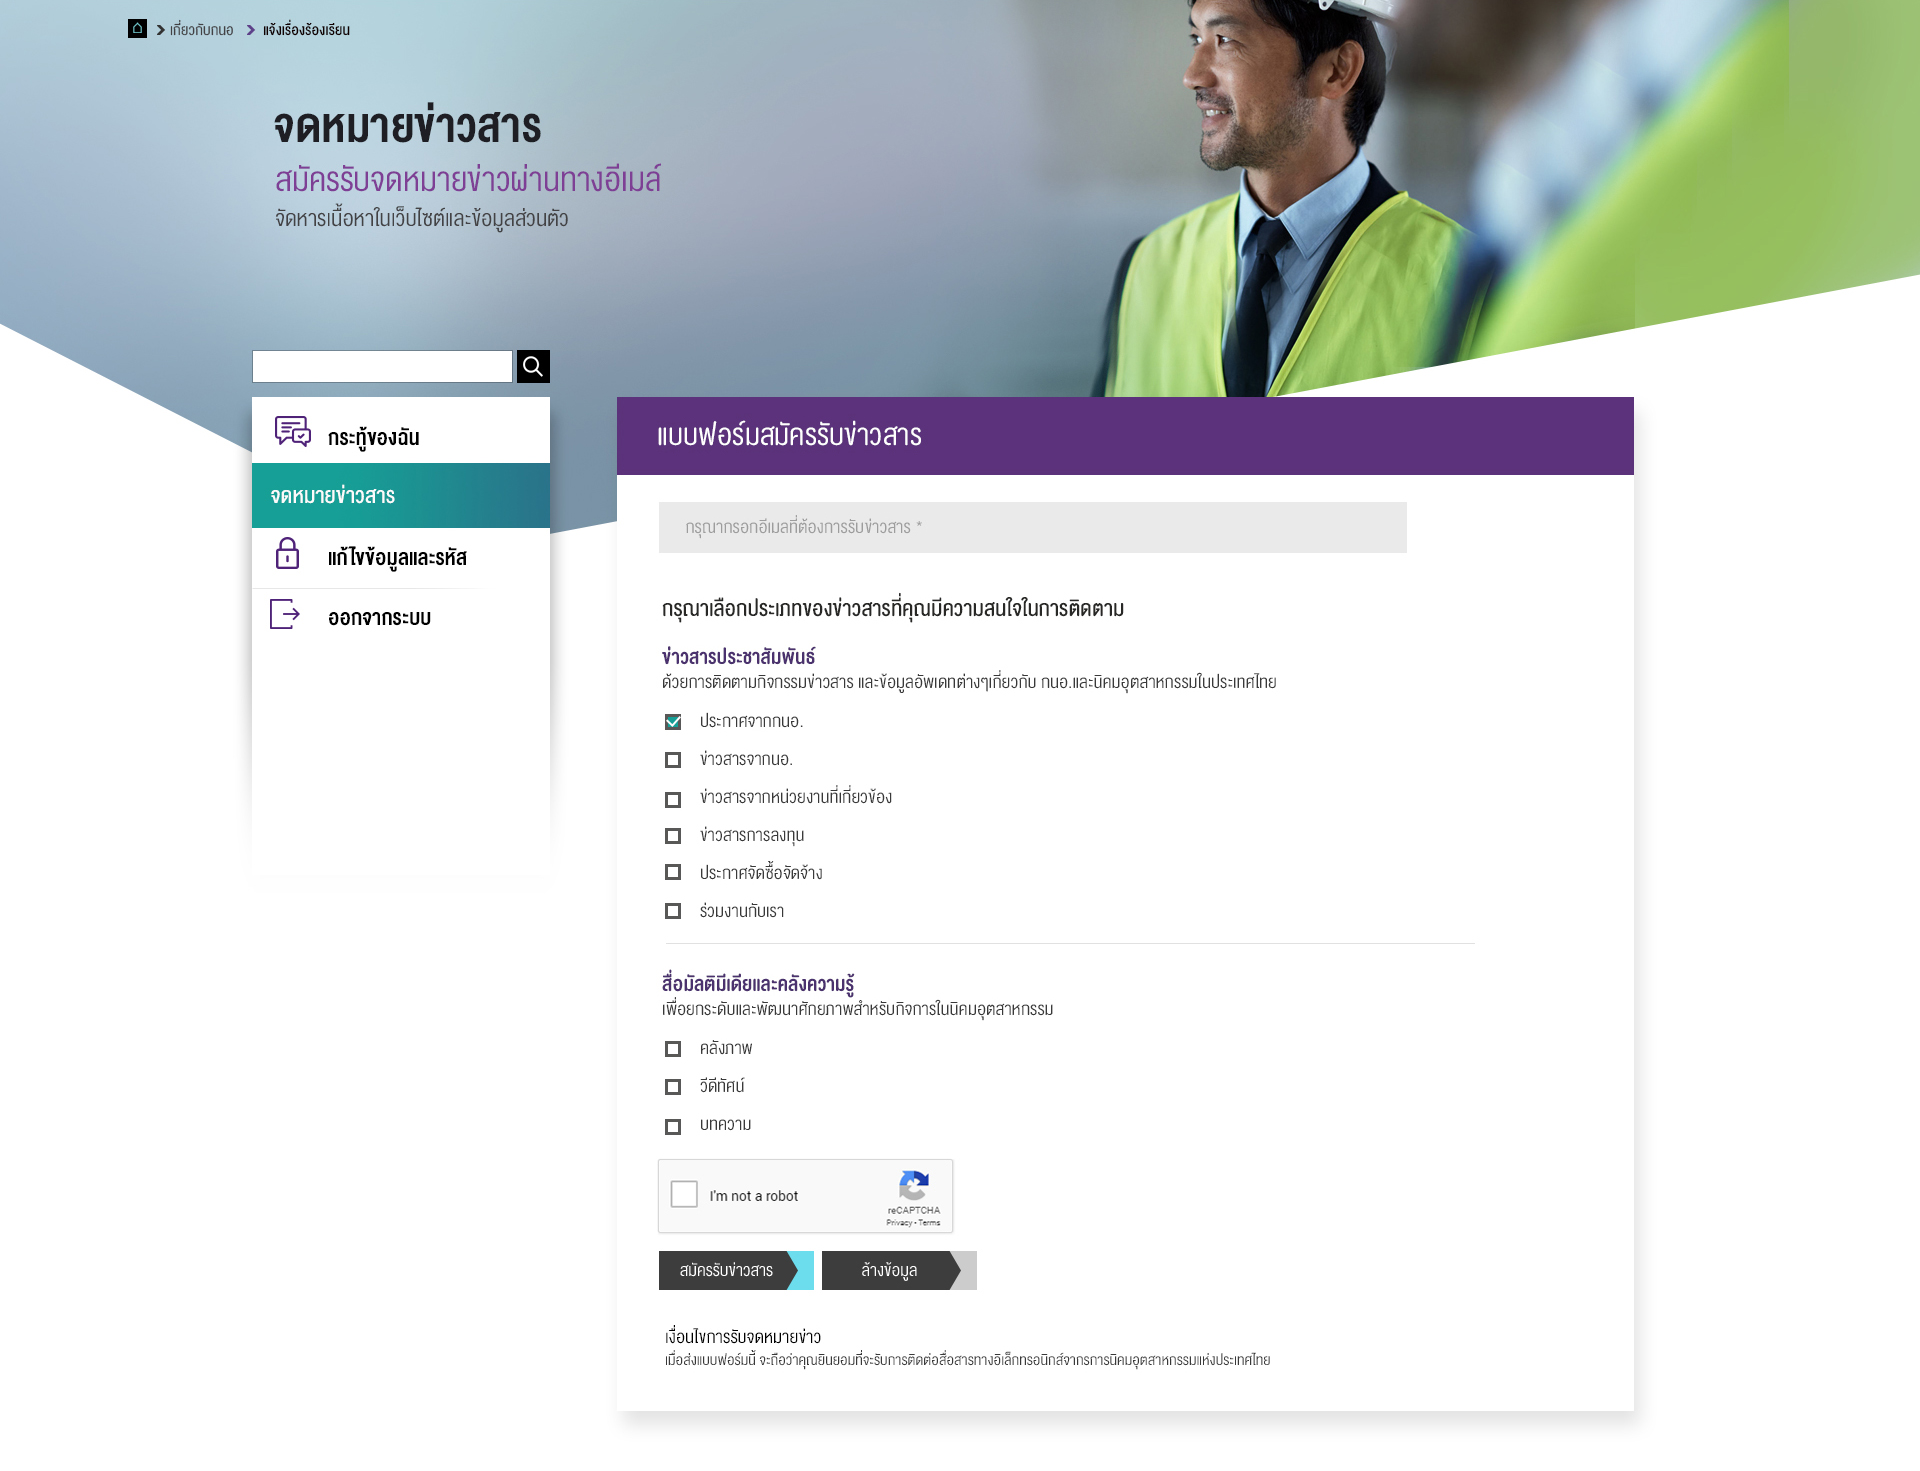 เกี่ยวกับกนอ
แจ้งเรื่องร้องเรียน
จดหมายข่าวสาร
สมัครรับจดหมายข่าวผ่านทางอีเมล์
จัดหารเนื้อหาในเว็บไซต์และข้อมูลส่วนตัว
กระทู้ของฉัน
จดหมายข่าวสาร
แก้ไขข้อมูลและรหัส
ออกจากระบบ
แบบฟอร์มสมัครรับข่าวสาร
กรุณากรอกอีเมลที่ต้องการรับข่าวสาร *
กรุณาเลือกประเภทของข่าวสารที่คุณมีความสนใจในการติดตาม
ข่าวสารประชาสัมพันธ์
ด้วยการติดตามกิจกรรมข่าวสาร และข้อมูลอัพเดทต่างๆเกี่ยวกับ กนอ.และนิคมอุตสาหกรรมในประเทศไทย
ประกาศจากกนอ.
ข่าวสารจากนอ.
ข่าวสารจากหน่วยงานที่เกี่ยวข้อง
ข่าวสารการลงทุน
ประกาศจัดซื้อจัดจ้าง
ร่วมงานกับเรา
สื่อมัลติมีเดียและคลังความรู้
เพื่อยกระดับและพัฒนาศักยภาพสำหรับกิจการในนิคมอุตสาหกรรม
คลังภาพ
วีดีทัศน์
บทความ
I'm not a robot
reCAPTCHA
Privacy - Terms
สมัครรับข่าวสาร
ล้างข้อมูล
เงื่อนไขการรับจดหมายข่าว
เมื่อส่งแบบฟอร์มนี้ จะถือว่าคุณยินยอมที่จะรับการติดต่อสื่อสารทางอิเล็กทรอนิกส์จากรการนิคมอุตสาหกรรมแห่งประเทศไทย